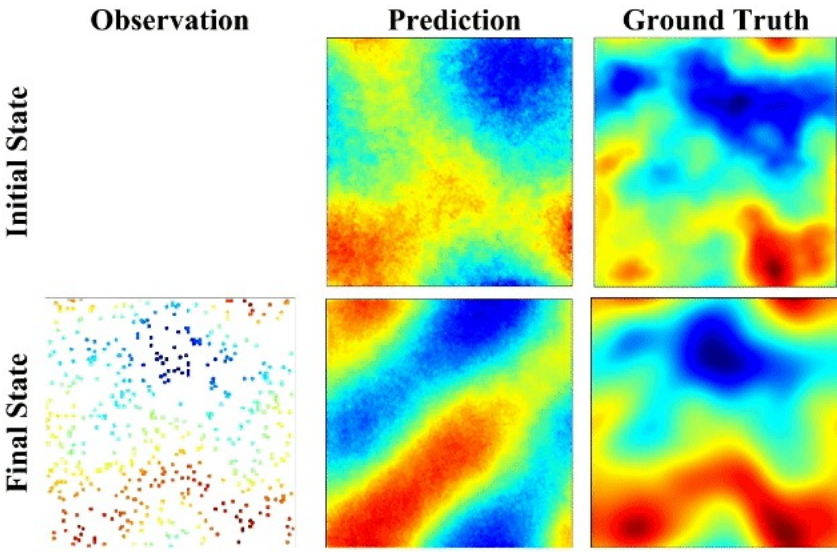 Observation
Prediction
Ground Truth
Initial State
Final State